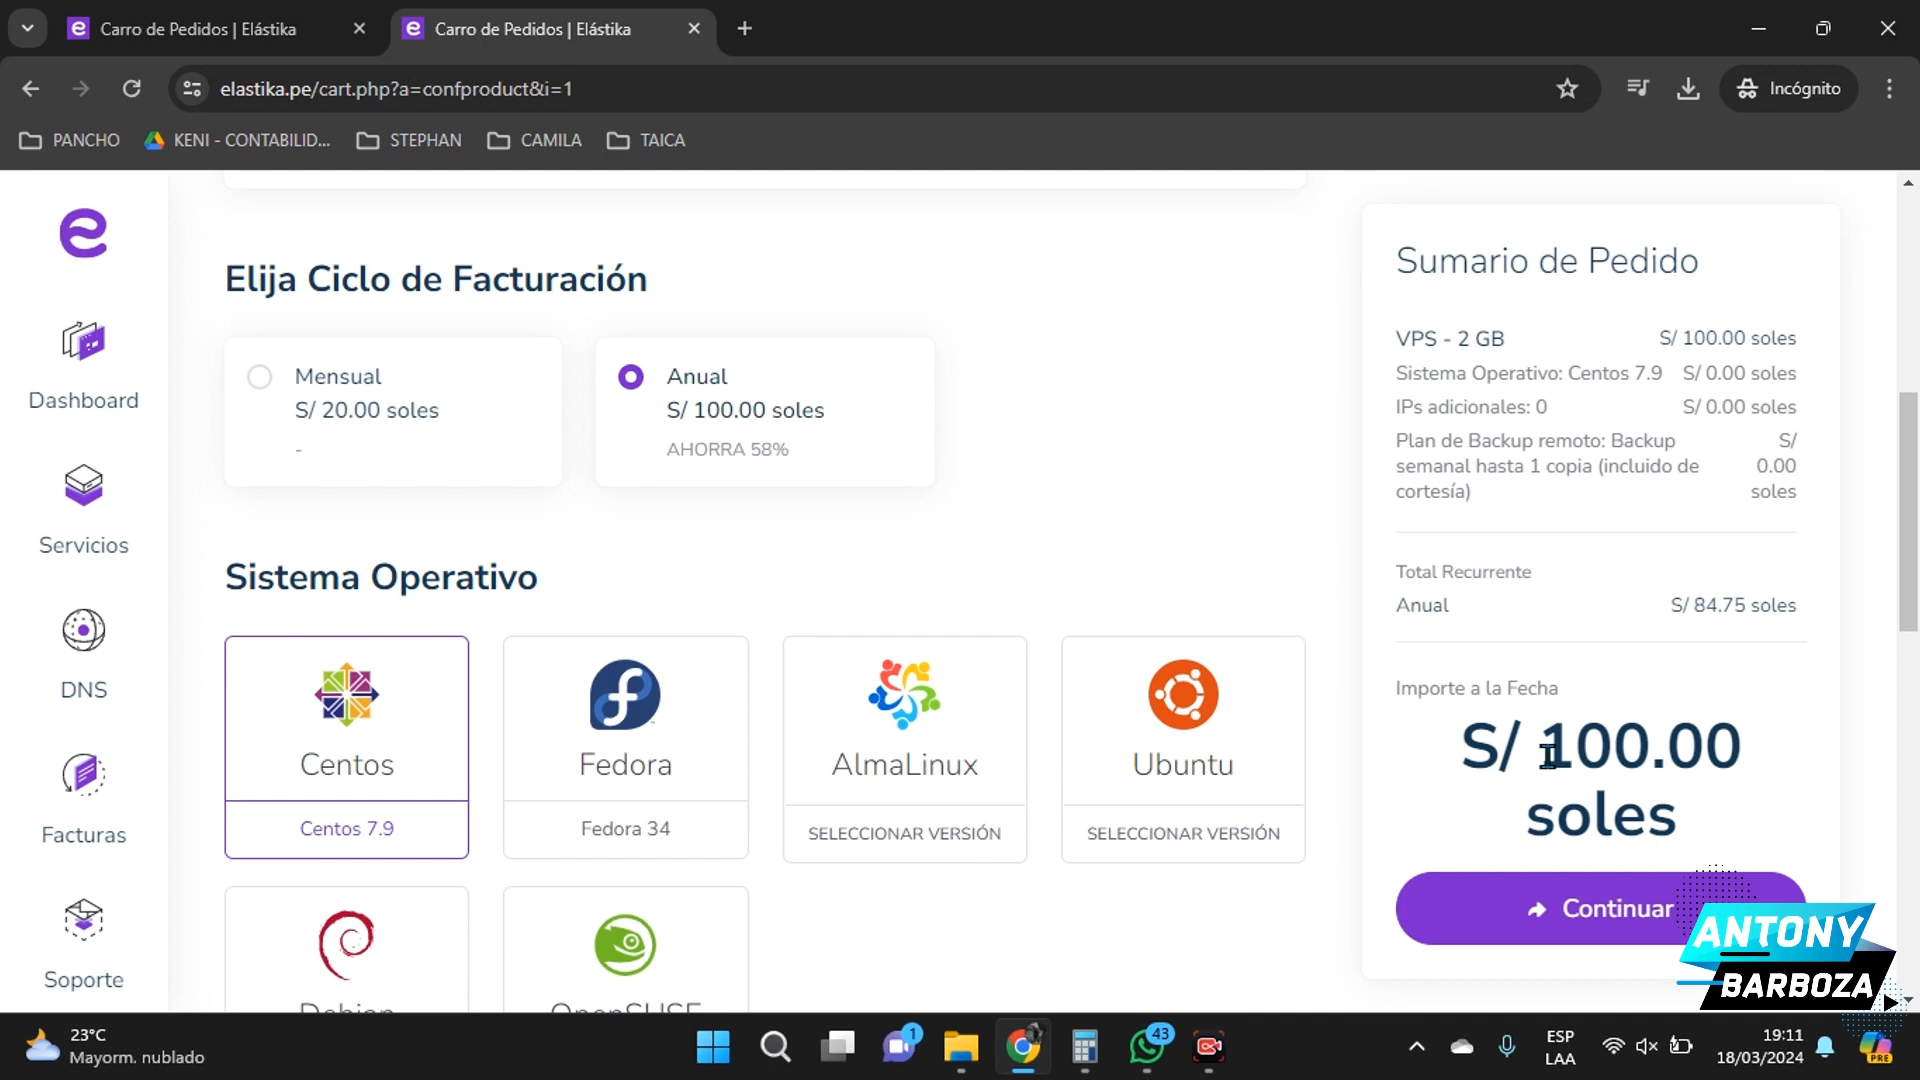 Carro de Pedidos | Elástika
Carro de Pedidos | Elástika
elastika.pe/cart.php?a=confproduct&i=1
Incógnito
PANCHO
KENI - CONTABILID...
STEPHAN
CAMILA
TAICA
Dashboard
Servicios
DNS
Facturas
Soporte
Elija Ciclo de Facturación
Mensual
S/ 20.00 soles
-
Anual
S/ 100.00 soles
AHORRA 58%
Sistema Operativo
Centos
Centos 7.9
Fedora
Fedora 34
AlmaLinux
SELECCIONAR VERSIÓN
Ubuntu
SELECCIONAR VERSIÓN
Debian
OpenSUSE
Sumario de Pedido
VPS - 2 GB S/ 100.00 soles
Sistema Operativo: Centos 7.9 S/ 0.00 soles
IPs adicionales: 0 S/ 0.00 soles
Plan de Backup remoto: Backup S/
semanal hasta 1 copia (incluido de 0.00
cortesía) soles
Total Recurrente
Anual S/ 84.75 soles
Importe a la Fecha
S/ 100.00
soles
Continuar
ANTONY
BARBOZA
23°C
Mayorm. nublado
1
43
ESP
LAA
19:11
18/03/2024
PRE